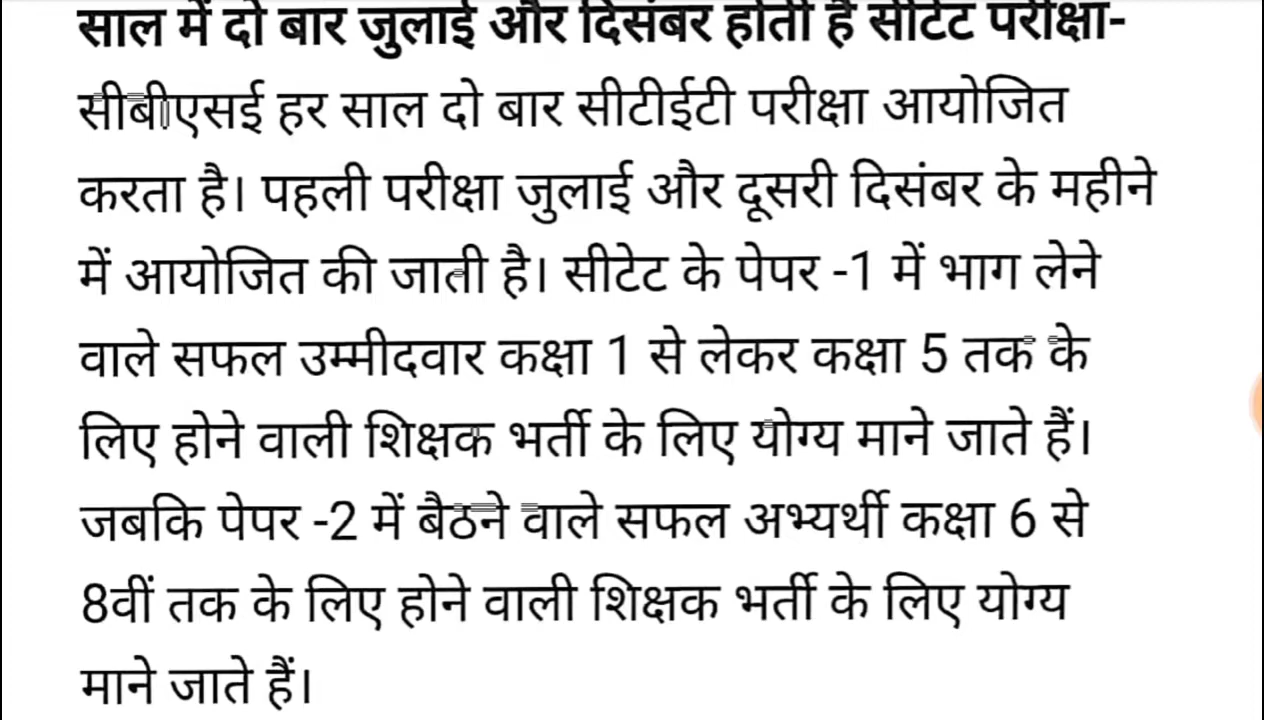 साल में दो बार जुलाई और दिसंबर होती है सीटेट परीक्षा-
सीबीएसई हर साल दो बार सीटीईटी परीक्षा आयोजित
करता है। पहली परीक्षा जुलाई और दूसरी दिसंबर के महीने
में आयोजित की जाती है। सीटेट के पेपर -1 में भाग लेने
वाले सफल उम्मीदवार कक्षा 1 से लेकर कक्षा 5 तक के
लिए होने वाली शिक्षक भर्ती के लिए योग्य माने जाते हैं।
जबकि पेपर -2 में बैठने वाले सफल अभ्यर्थी कक्षा 6 से
8वीं तक के लिए होने वाली शिक्षक भर्ती के लिए योग्य
माने जाते हैं।